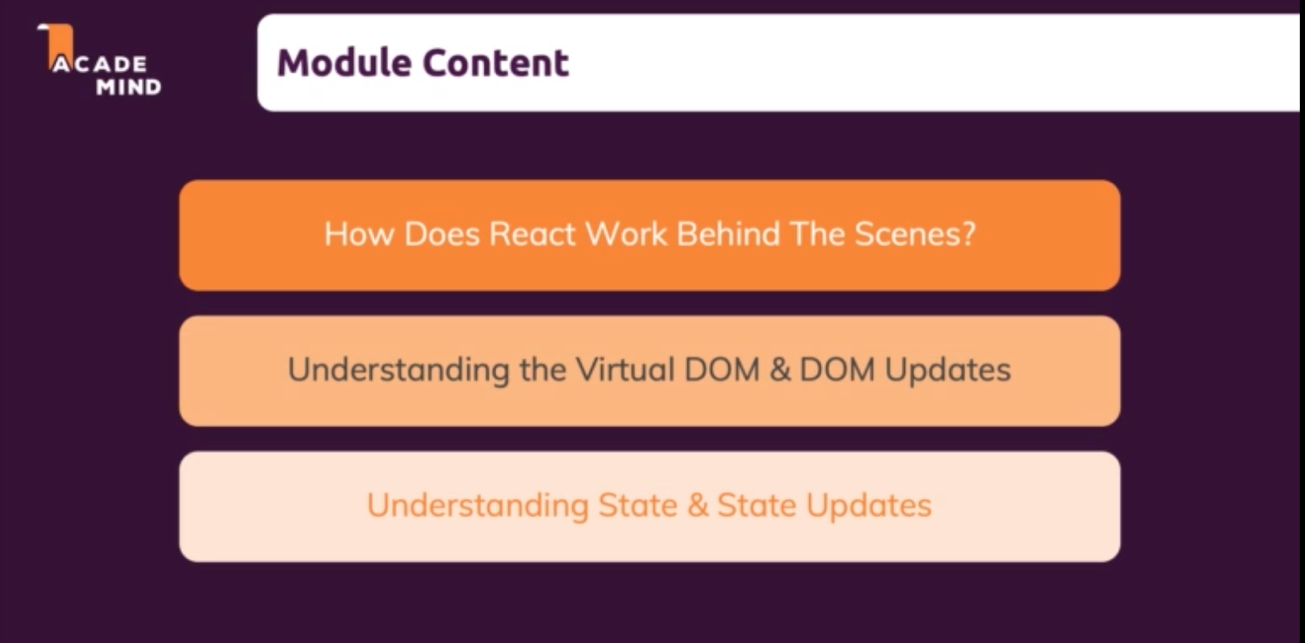 ACADE
MIND
Module Content
How Does React Work Behind The Scenes?
Understanding the Virtual DOM & DOM Updates
Understanding State & State Updates